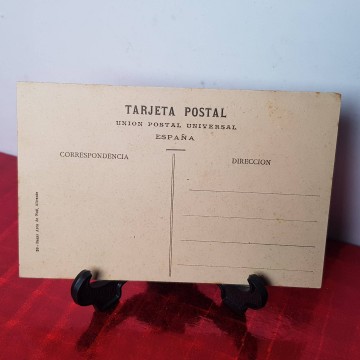 TARJETA POSTAL
UNION POSTAL UNIVERSAL
ESPAÑA
CORRESPONDENCIA
DIRECCION